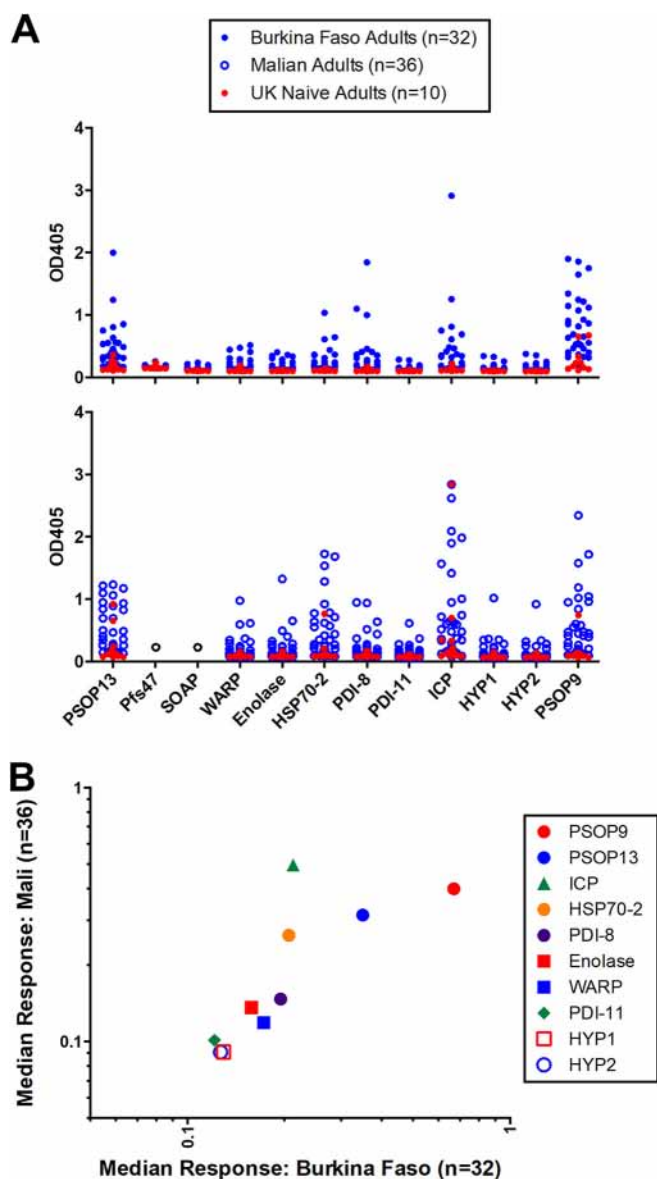 A
Burkina Faso Adults (n=32)
Malian Adults (n=36)
UK Naive Adults (n=10)
4
3
2
1
0
OD405
4
3
2
1
0
OD405
PSOP13
Pfs47
SOAP
WARP
Enolase
HSP70-2
PDI-8
PDI-11
ICP
HYP1
HYP2
PSOP9
B
1
0.1
Median Response: Mali (n=36)
0.1
1
Median Response: Burkina Faso (n=32)
PSOP9
PSOP13
ICP
HSP70-2
PDI-8
Enolase
WARP
PDI-11
HYP1
HYP2